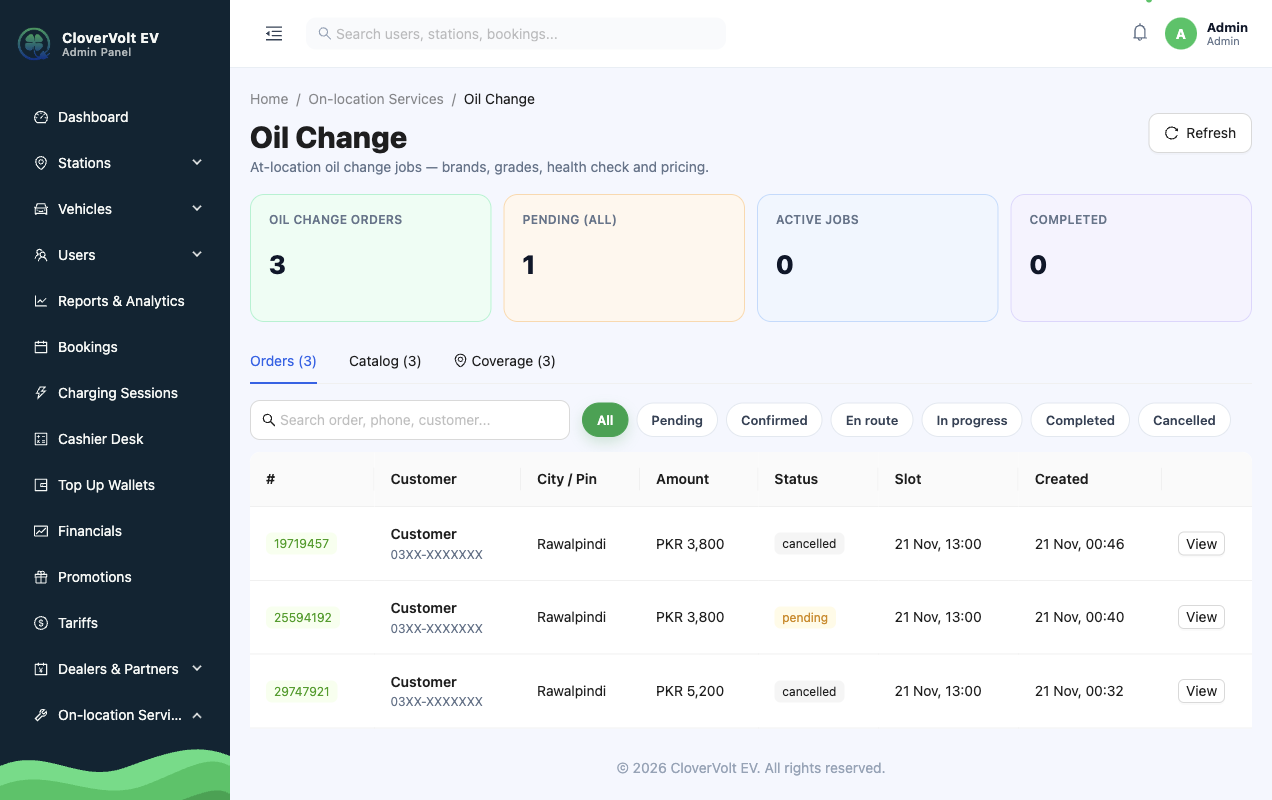 CloverVolt EV
Admin Panel
Search users, stations, bookings...
A
Admin
Admin
Dashboard
Stations
Vehicles
Users
Reports & Analytics
Bookings
Charging Sessions
Cashier Desk
Top Up Wallets
Financials
Promotions
Tariffs
Dealers & Partners
On-location Servi...
Home / On-location Services / Oil Change
Oil Change
At-location oil change jobs — brands, grades, health check and pricing.
Refresh
OIL CHANGE ORDERS
3
PENDING (ALL)
1
ACTIVE JOBS
0
COMPLETED
0
Orders (3) Catalog (3) Coverage (3)
Search order, phone, customer... All Pending Confirmed En route In progress Completed Cancelled
# Customer City / Pin Amount Status Slot Created
19719457 Customer 03XX-XXXXXXX Rawalpindi PKR 3,800 cancelled 21 Nov, 13:00 21 Nov, 00:46 View
25594192 Customer 03XX-XXXXXXX Rawalpindi PKR 3,800 pending 21 Nov, 13:00 21 Nov, 00:40 View
29747921 Customer 03XX-XXXXXXX Rawalpindi PKR 5,200 cancelled 21 Nov, 13:00 21 Nov, 00:32 View
© 2026 CloverVolt EV. All rights reserved.